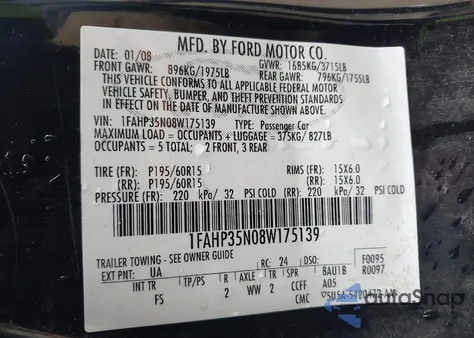 MFD. BY FORD MOTOR CO.
DATE: 01/08 GVWR: 1685KG/3715LB
FRONT GAWR: 896KG/1975LB REAR GAWR: 796KG/1755LB
THIS VEHICLE CONFORMS TO ALL APPLICABLE FEDERAL MOTOR
VEHICLE SAFETY, BUMPER, AND THEFT PREVENTION STANDARDS
IN EFFECT ON THE DATE OF MANUFACTURE SHOWN ABOVE.
VIN: 1FAHP35N08W175139 TYPE: Passenger Car
MAXIMUM LOAD = OCCUPANTS + LUGGAGE = 375KG/ 827LB
OCCUPANTS = 5 TOTAL: 2 FRONT, 3 REAR
TIRE (FR): P195/60R15 RIMS (FR): 15X6.0
(RR): P195/60R15 (RR): 15X6.0
PRESSURE (FR): 220 kPa/ 32 PSI COLD (RR): 220 kPa/ 32 PSI COLD
1FAHP35N08W175139
TRAILER TOWING - SEE OWNER GUIDE
EXT PNT: UA RC: 24 F0095
R0097
INT TR TP/PS R AXLE TR SPR 8AU1B
FS 2 WW 2 CCFF A05
CMC
autoSnap